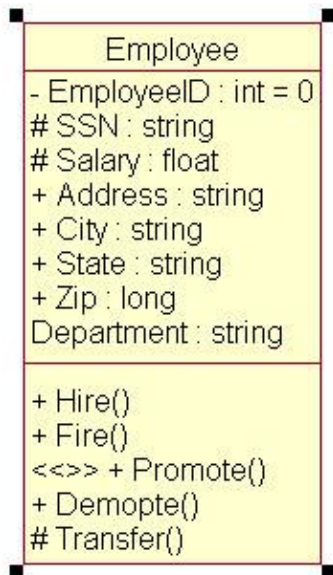 Employee
- EmployeeID : int = 0
# SSN : string
# Salary : float
+ Address : string
+ City : string
+ State : string
+ Zip : long
Department : string
+ Hire()
+ Fire()
<<>> + Promote()
+ Demopte()
# Transfer()